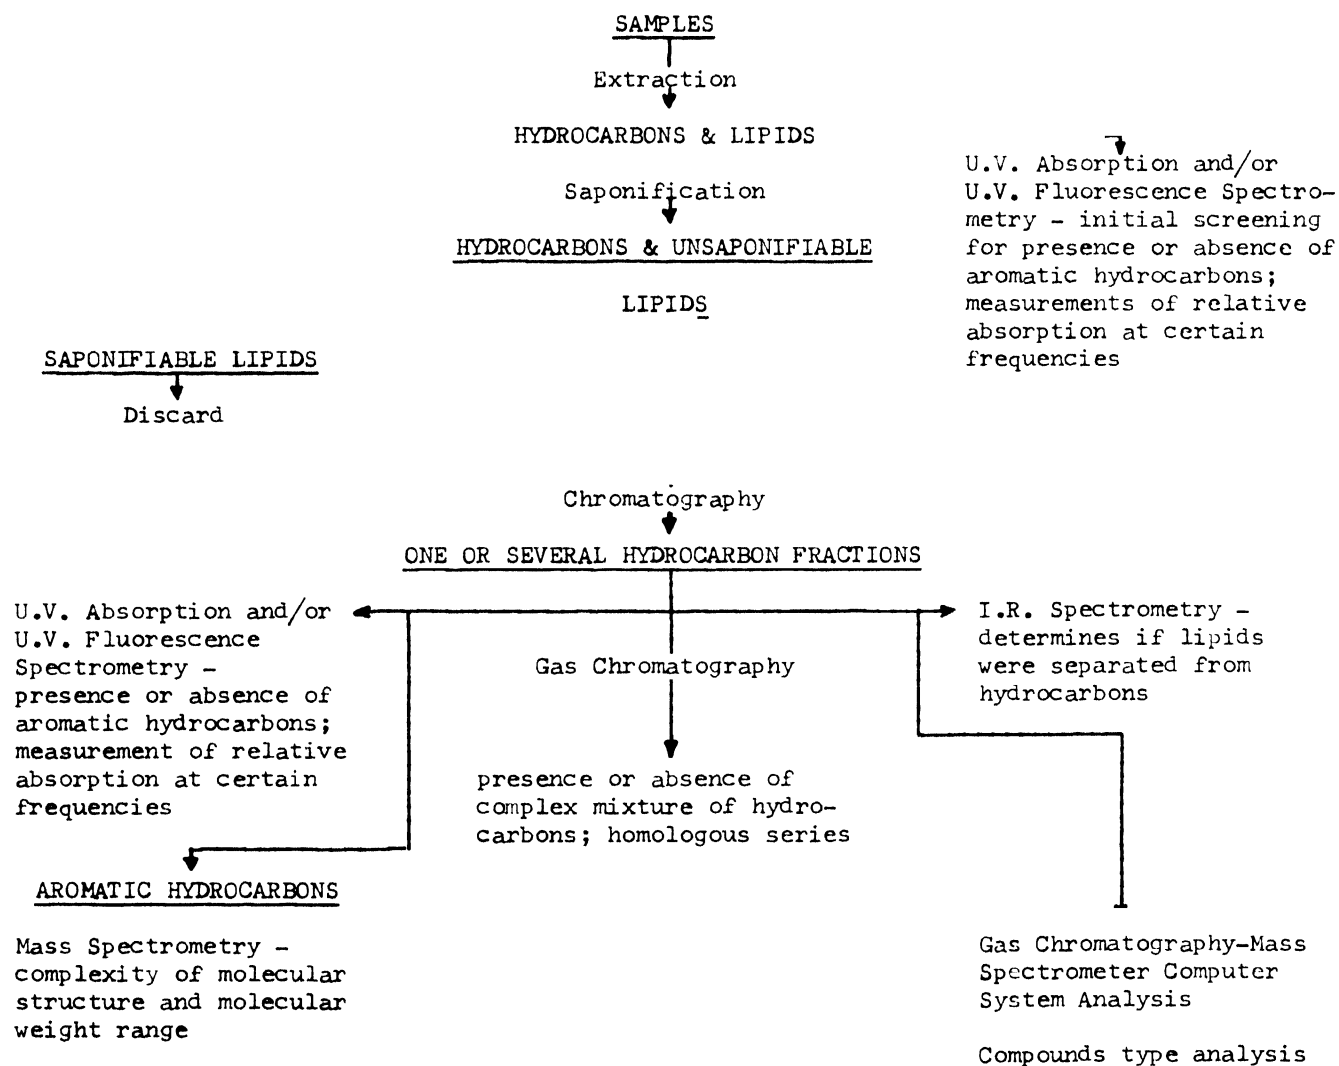 SAMPLES
Extraction
HYDROCARBONS & LIPIDS
Saponification
HYDROCARBONS & UNSAPONIFIABLE
LIPIDS
U.V. Absorption and/or
U.V. Fluorescence Spectro-
metry - initial screening
for presence or absence of
aromatic hydrocarbons;
measurements of relative
absorption at certain
frequencies
SAPONIFIABLE LIPIDS
Discard
Chromatography
ONE OR SEVERAL HYDROCARBON FRACTIONS
U.V. Absorption and/or
U.V. Fluorescence
Spectrometry -
presence or absence of
aromatic hydrocarbons;
measurement of relative
absorption at certain
frequencies
Gas Chromatography
presence or absence of
complex mixture of hydro-
carbons; homologous series
I.R. Spectrometry -
determines if lipids
were separated from
hydrocarbons
AROMATIC HYDROCARBONS
Mass Spectrometry -
complexity of molecular
structure and molecular
weight range
Gas Chromatography-Mass
Spectrometer Computer
System Analysis
Compounds type analysis